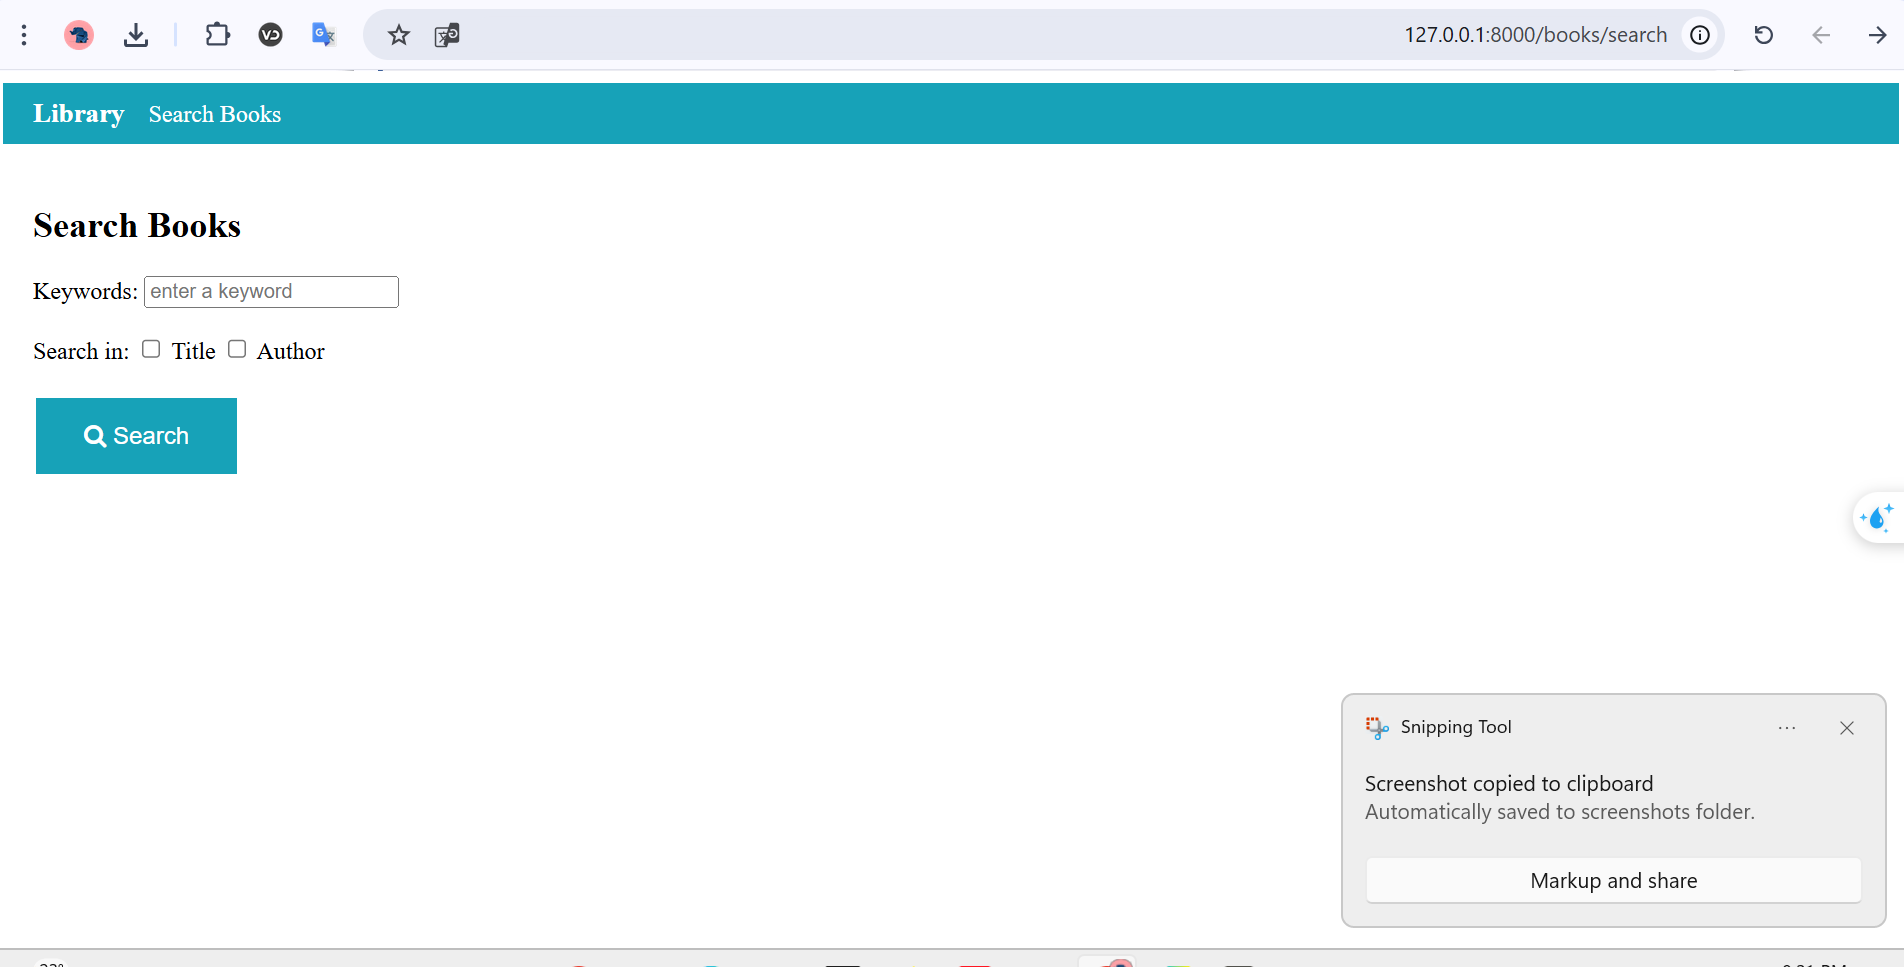 127.0.0.1:8000/books/search
Library Search Books
Search Books
Keywords: enter a keyword
Search in: Title Author
Search
Snipping Tool
Screenshot copied to clipboard
Automatically saved to screenshots folder.
Markup and share